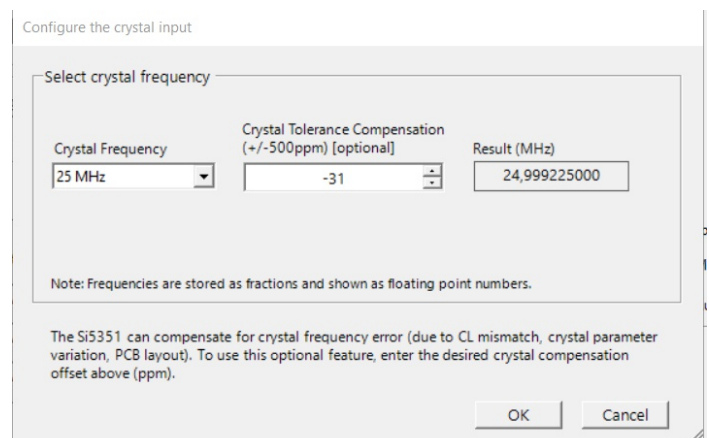 Configure the crystal input
Select crystal frequency
Crystal Tolerance Compensation
Crystal Frequency
(+/-500ppm) [optional]
Result (MHz)
25 MHz
-31
24,999225000
Note: Frequencies are stored as fractions and shown as floating point numbers.
The Si5351 can compensate for crystal frequency error (due to CL mismatch, crystal parameter
variation, PCB layout). To use this optional feature, enter the desired crystal compensation
offset above (ppm).
OK
Cancel